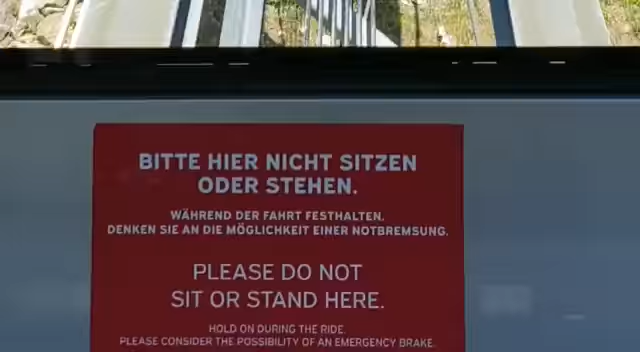 BITTE HIER NICHT SITZEN
ODER STEHEN.
WÄHREND DER FAHRT FESTHALTEN.
DENKEN SIE AN DIE MÖGLICHKEIT EINER NOTBREMSUNG.
PLEASE DO NOT
SIT OR STAND HERE.
HOLD ON DURING THE RIDE.
PLEASE CONSIDER THE POSSIBILITY OF AN EMERGENCY BRAKE.